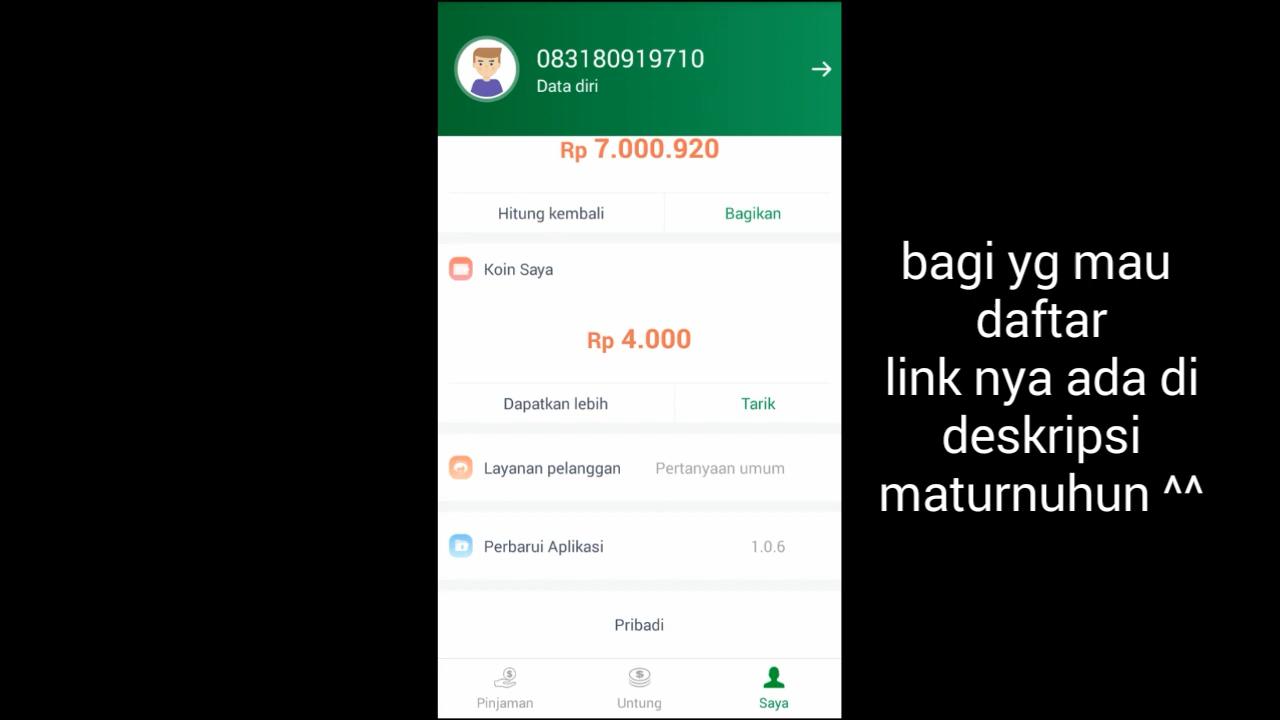 083180919710
Data diri
Rp 7.000.920
Hitung kembali
Bagikan
Koin Saya
Rp 4.000
Dapatkan lebih
Tarik
Layanan pelanggan
Pertanyaan umum
Perbarui Aplikasi
1.0.6
Pribadi
Pinjaman
Untung
Saya
bagi yg mau
daftar
link nya ada di
deskripsi
maturnuhun ^^